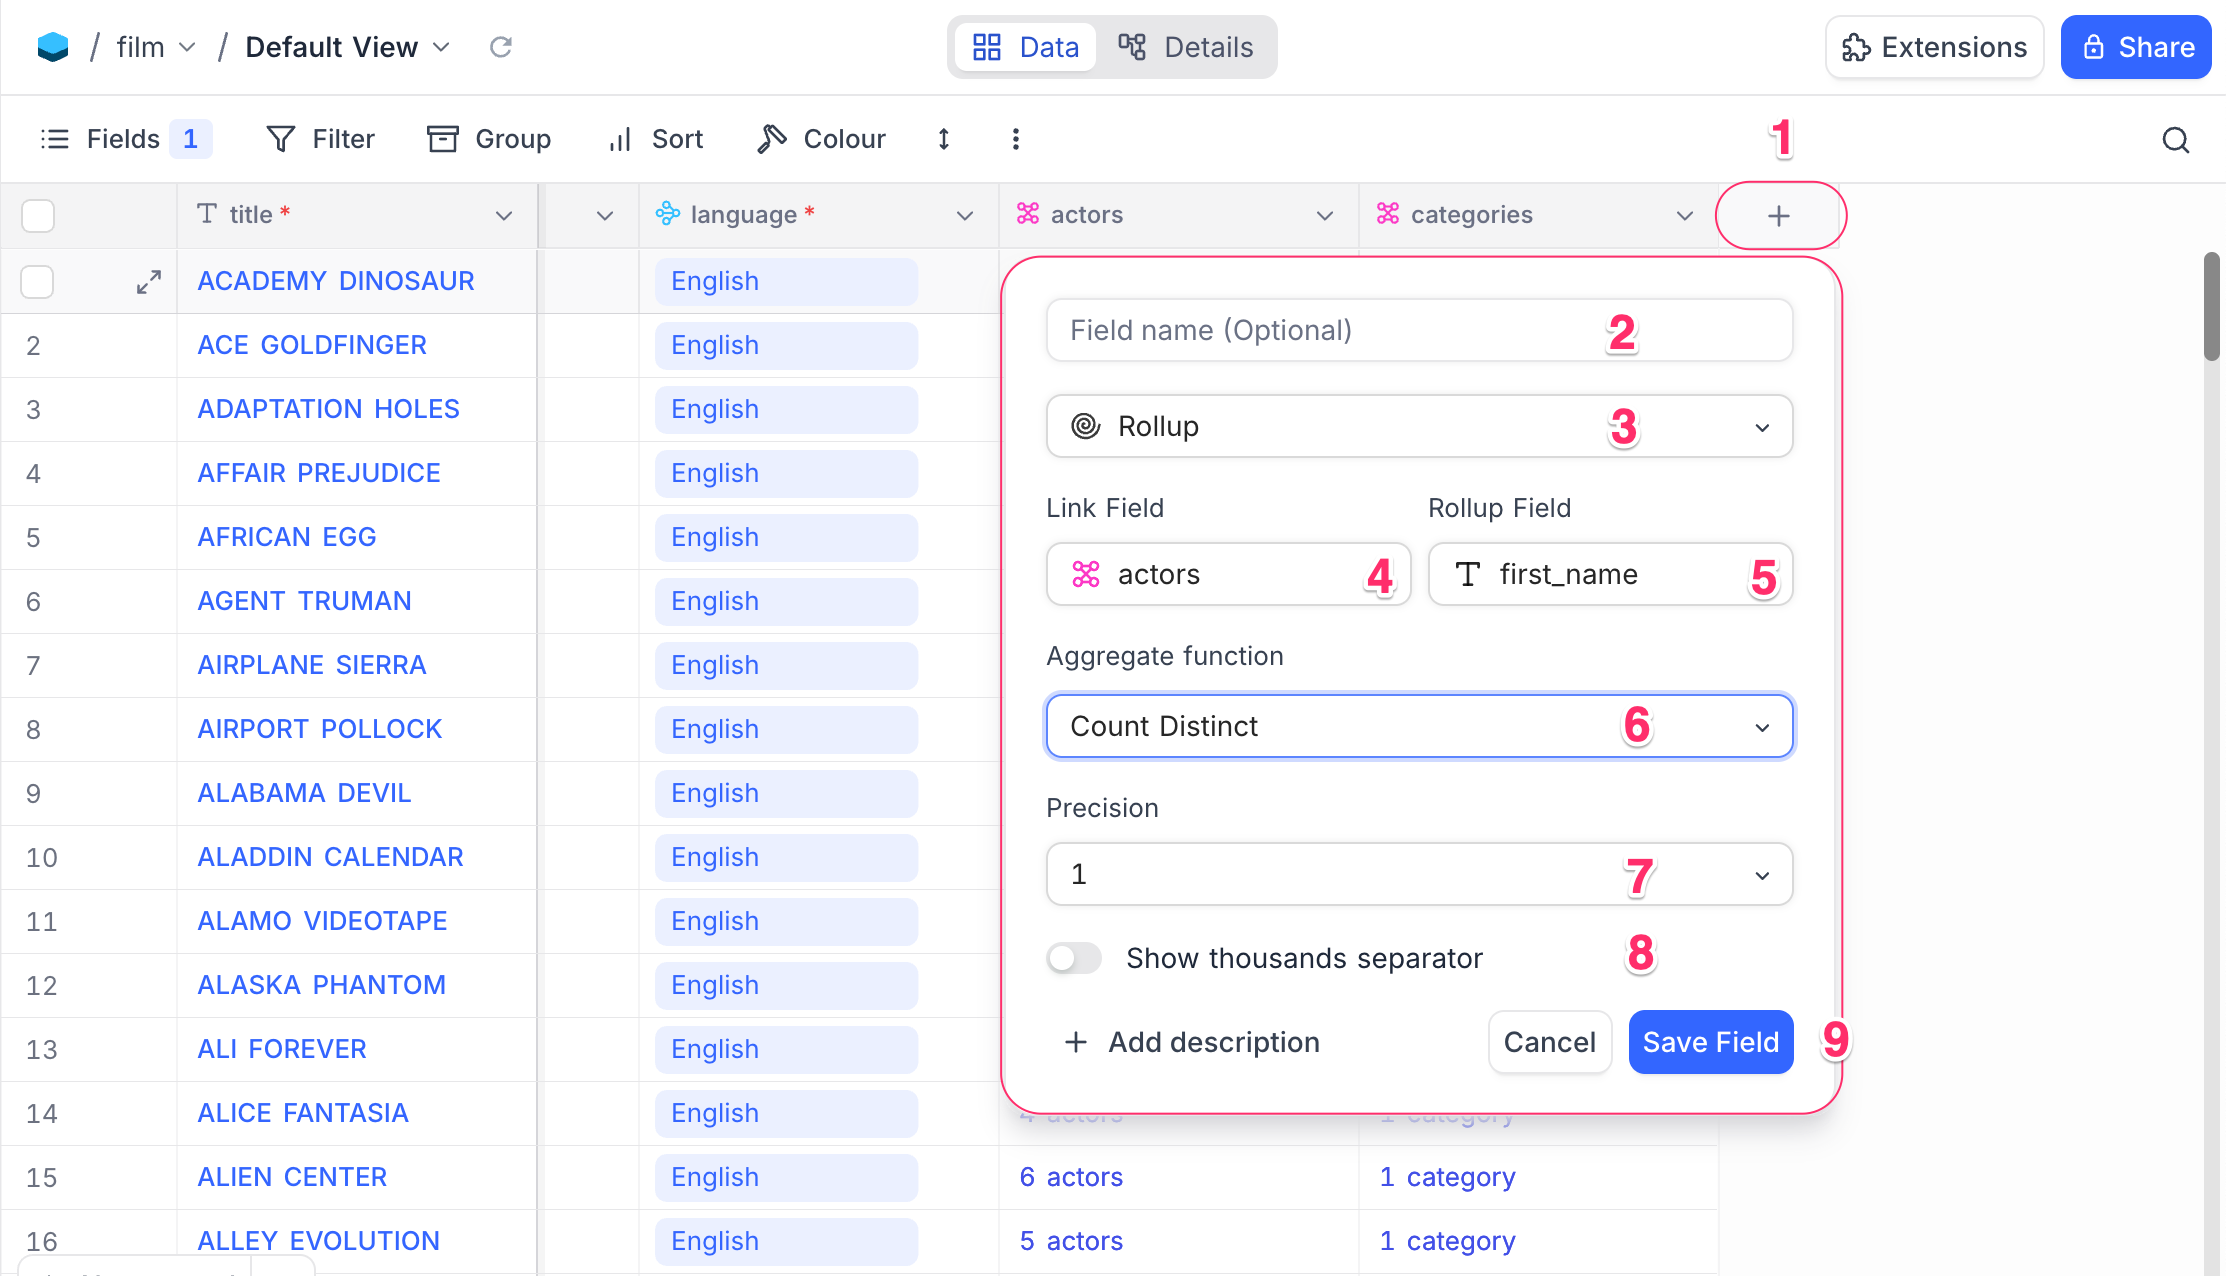 / film / Default View
Data Details
Extensions Share
Fields 1 Filter Group Sort Colour
1
title * language * actors categories +
ACADEMY DINOSAUR English
2 ACE GOLDFINGER English
3 ADAPTATION HOLES English
4 AFFAIR PREJUDICE English
5 AFRICAN EGG English
6 AGENT TRUMAN English
7 AIRPLANE SIERRA English
8 AIRPORT POLLOCK English
9 ALABAMA DEVIL English
10 ALADDIN CALENDAR English
11 ALAMO VIDEOTAPE English
12 ALASKA PHANTOM English
13 ALI FOREVER English
14 ALICE FANTASIA English 4 actors 1 category
15 ALIEN CENTER English 6 actors 1 category
16 ALLEY EVOLUTION English 5 actors 1 category
Field name (Optional) 2
Rollup 3
Link Field Rollup Field
actors 4 first_name 5
Aggregate function
Count Distinct 6
Precision
1 7
Show thousands separator 8
+ Add description Cancel Save Field 9